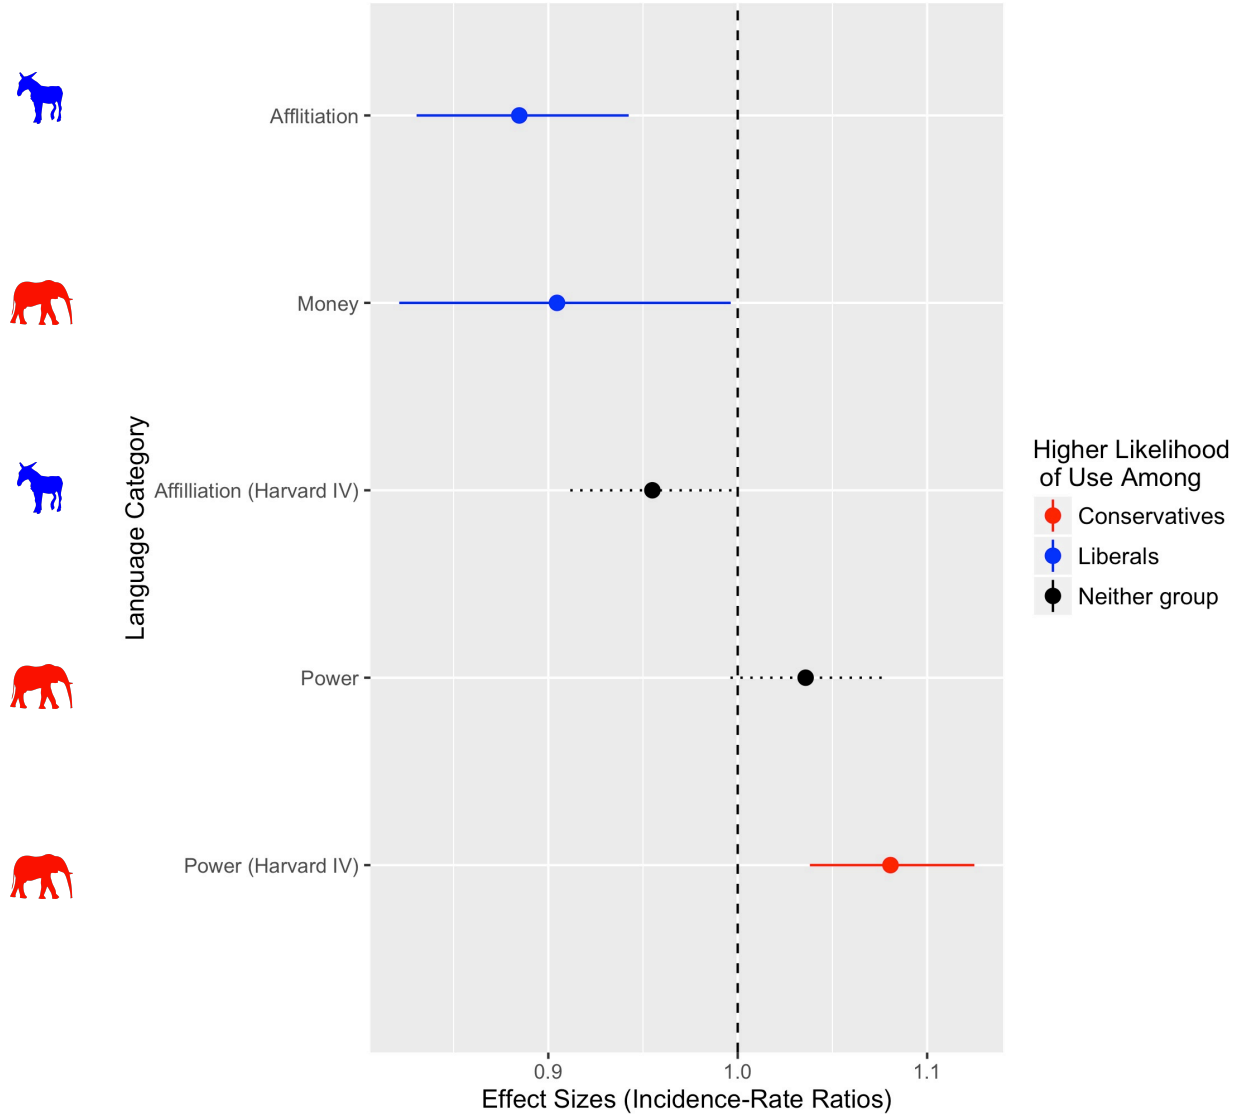 Afflitiation
Money
Affilliation (Harvard IV)
Power
Power (Harvard IV)
Language Category
0.9
1.0
1.1
Effect Sizes (Incidence-Rate Ratios)
Higher Likelihood
of Use Among
Conservatives
Liberals
Neither group